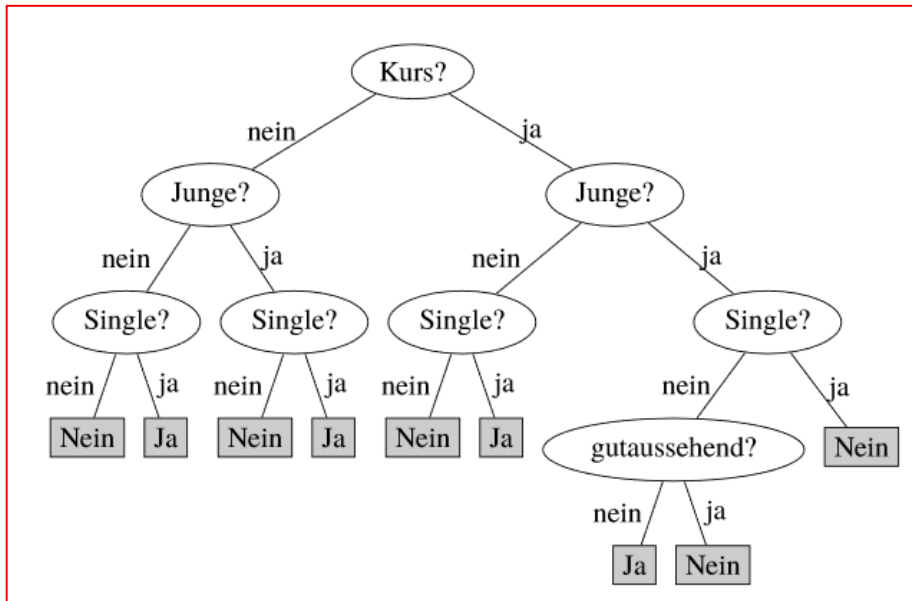 Kurs?
nein ja
Junge? Junge?
nein ja nein ja
Single? Single? Single? Single?
nein ja nein ja nein ja nein ja
Nein Ja Nein Ja Nein Ja gutaussehend? Nein
nein ja
Ja Nein